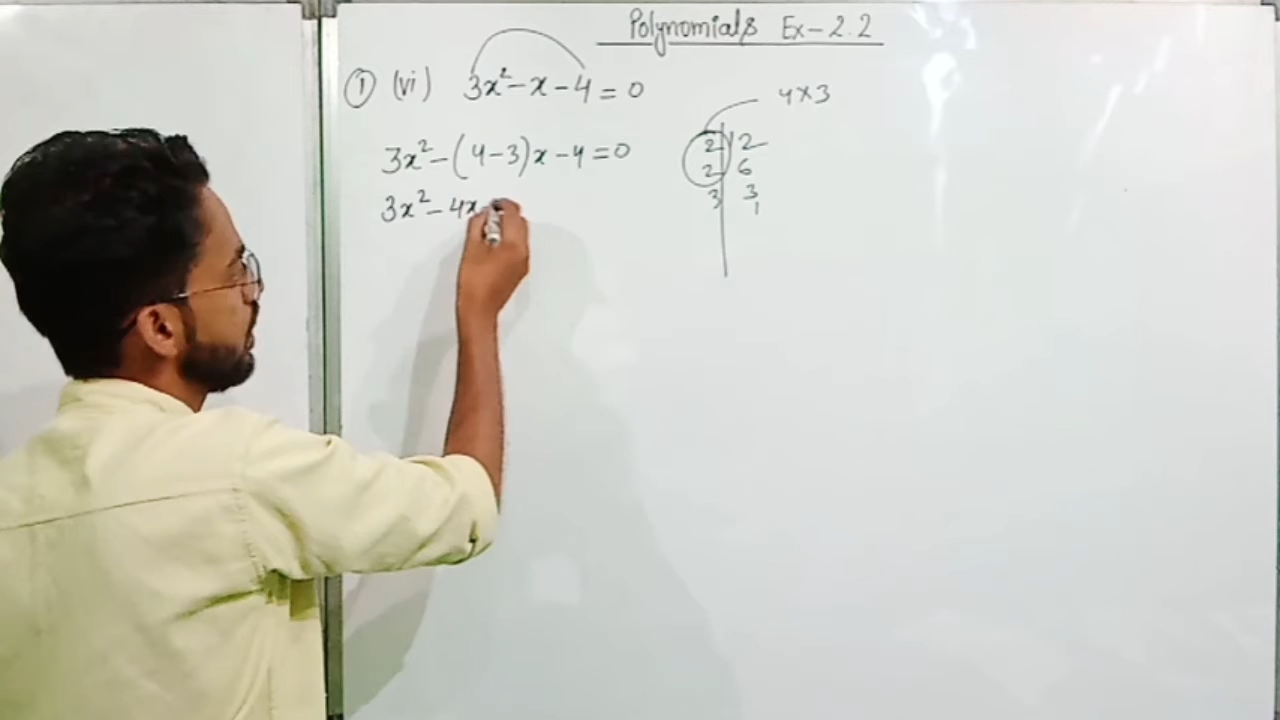 Polynomials Ex-2.2
① (vi) 3x²-x-4=0
4×3
3x²-(4-3)x-4=0
3x²-4x
2 | 12
2 | 6
3 | 3
1